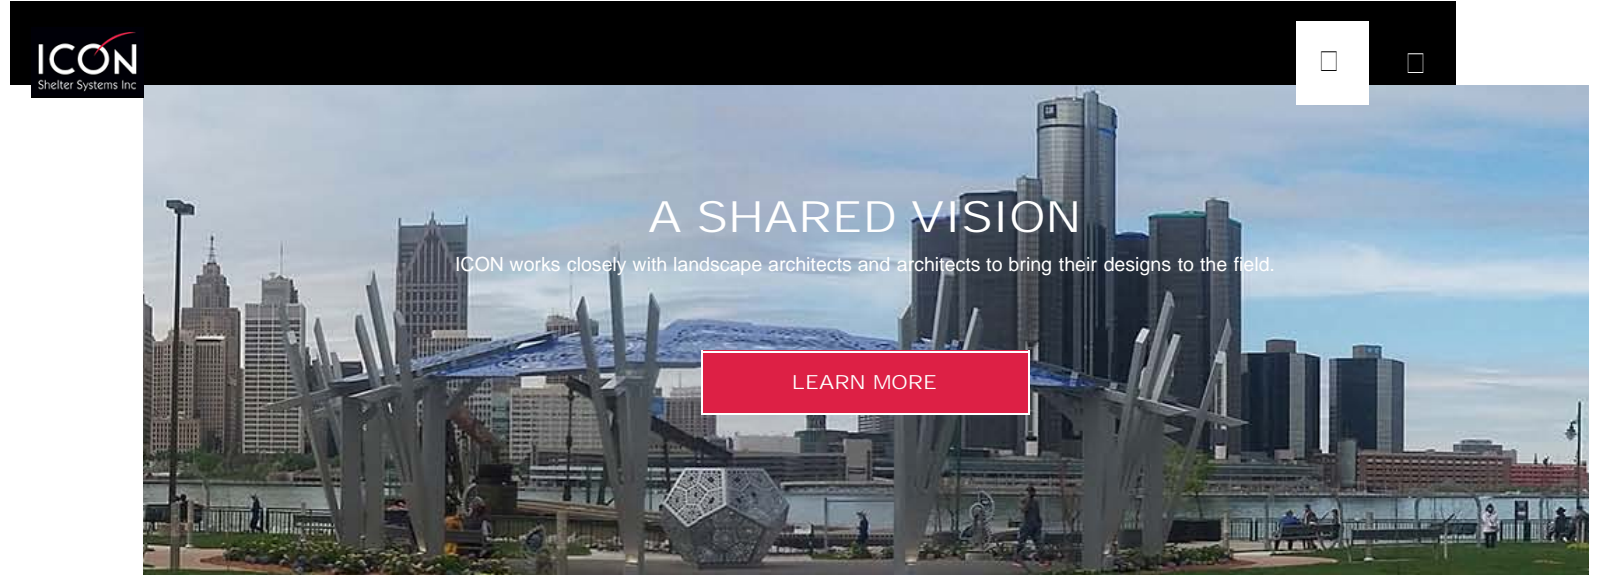 ICON
Shelter Systems Inc
A SHARED VISION
ICON works closely with landscape architects and architects to bring their designs to the field.
LEARN MORE